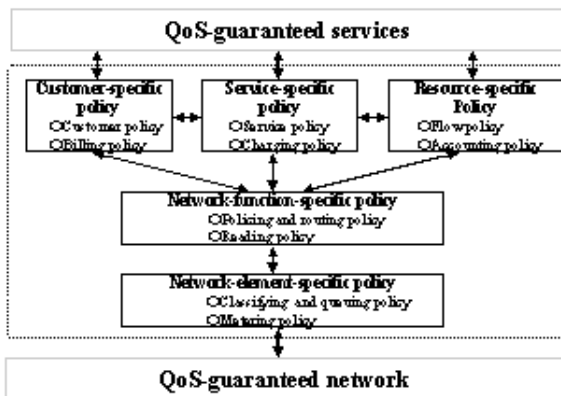 QoS-guaranteed services
Customer-specific
policy
○Customer policy
○Billing policy
Service-specific
policy
○Service policy
○Charging policy
Resource-specific
Policy
○Flow policy
○Accounting policy
Network-function-specific policy
○Policing and routing policy
○Reading policy
Network-element-specific policy
○Classifying and queuing policy
○Metering policy
QoS-guaranteed network